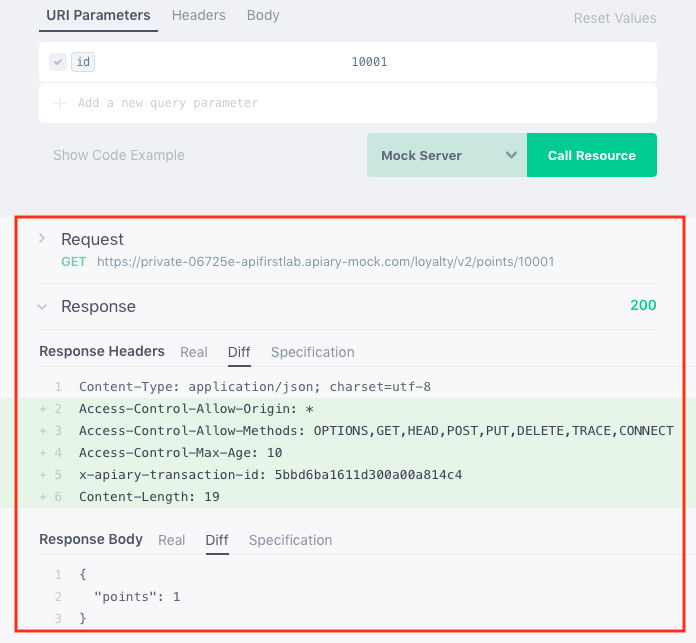 URI Parameters Headers Body Reset Values
id 10001
Add a new query parameter
Show Code Example Mock Server Call Resource
Request
GET https://private-06725e-apifirstlab.apiary-mock.com/loyalty/v2/points/10001
Response 200
Response Headers Real Diff Specification
1 Content-Type: application/json; charset=utf-8
+ 2 Access-Control-Allow-Origin: *
+ 3 Access-Control-Allow-Methods: OPTIONS,GET,HEAD,POST,PUT,DELETE,TRACE,CONNECT
+ 4 Access-Control-Max-Age: 10
+ 5 x-apiary-transaction-id: 5bbd6ba1611d300a00a814c4
+ 6 Content-Length: 19
Response Body Real Diff Specification
1 {
2 "points": 1
3 }